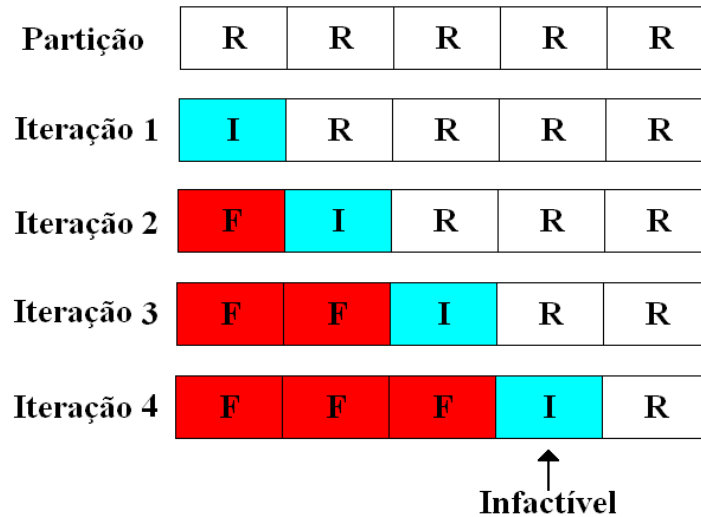 Partição R R R R R
Iteração 1 I R R R R
Iteração 2 F I R R R
Iteração 3 F F I R R
Iteração 4 F F F I R
Infactível